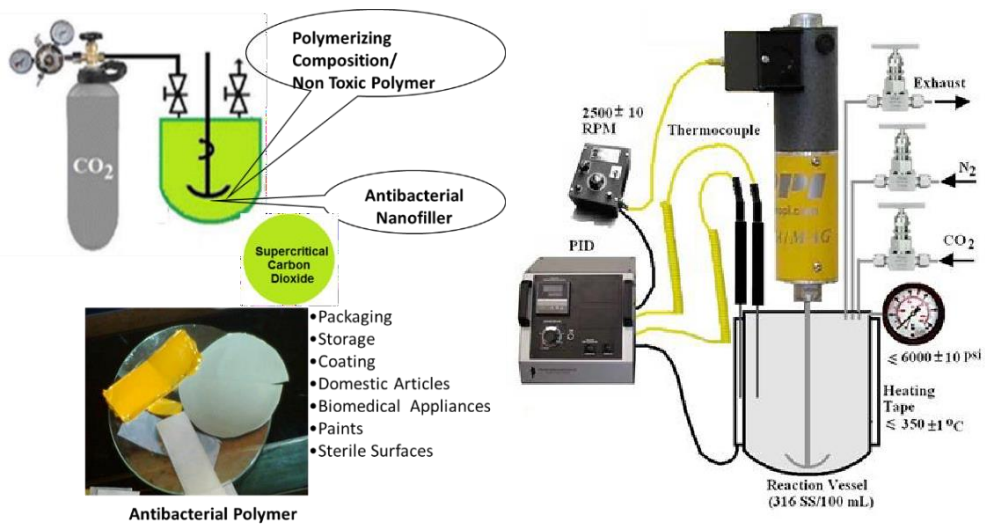 Polymerizing
Composition/
Non Toxic Polymer
CO2
Antibacterial
Nanofiller
Supercritical
Carbon
Dioxide
•Packaging
•Storage
•Coating
•Domestic Articles
•Biomedical Appliances
•Paints
•Sterile Surfaces
Antibacterial Polymer
2500± 10
RPM
Thermocouple
PID
Exhaust
N2
CO2
≤ 6000±10 psi
Heating
Tape
≤ 350 ±1°C
Reaction Vessel
(316 SS/100 mL)